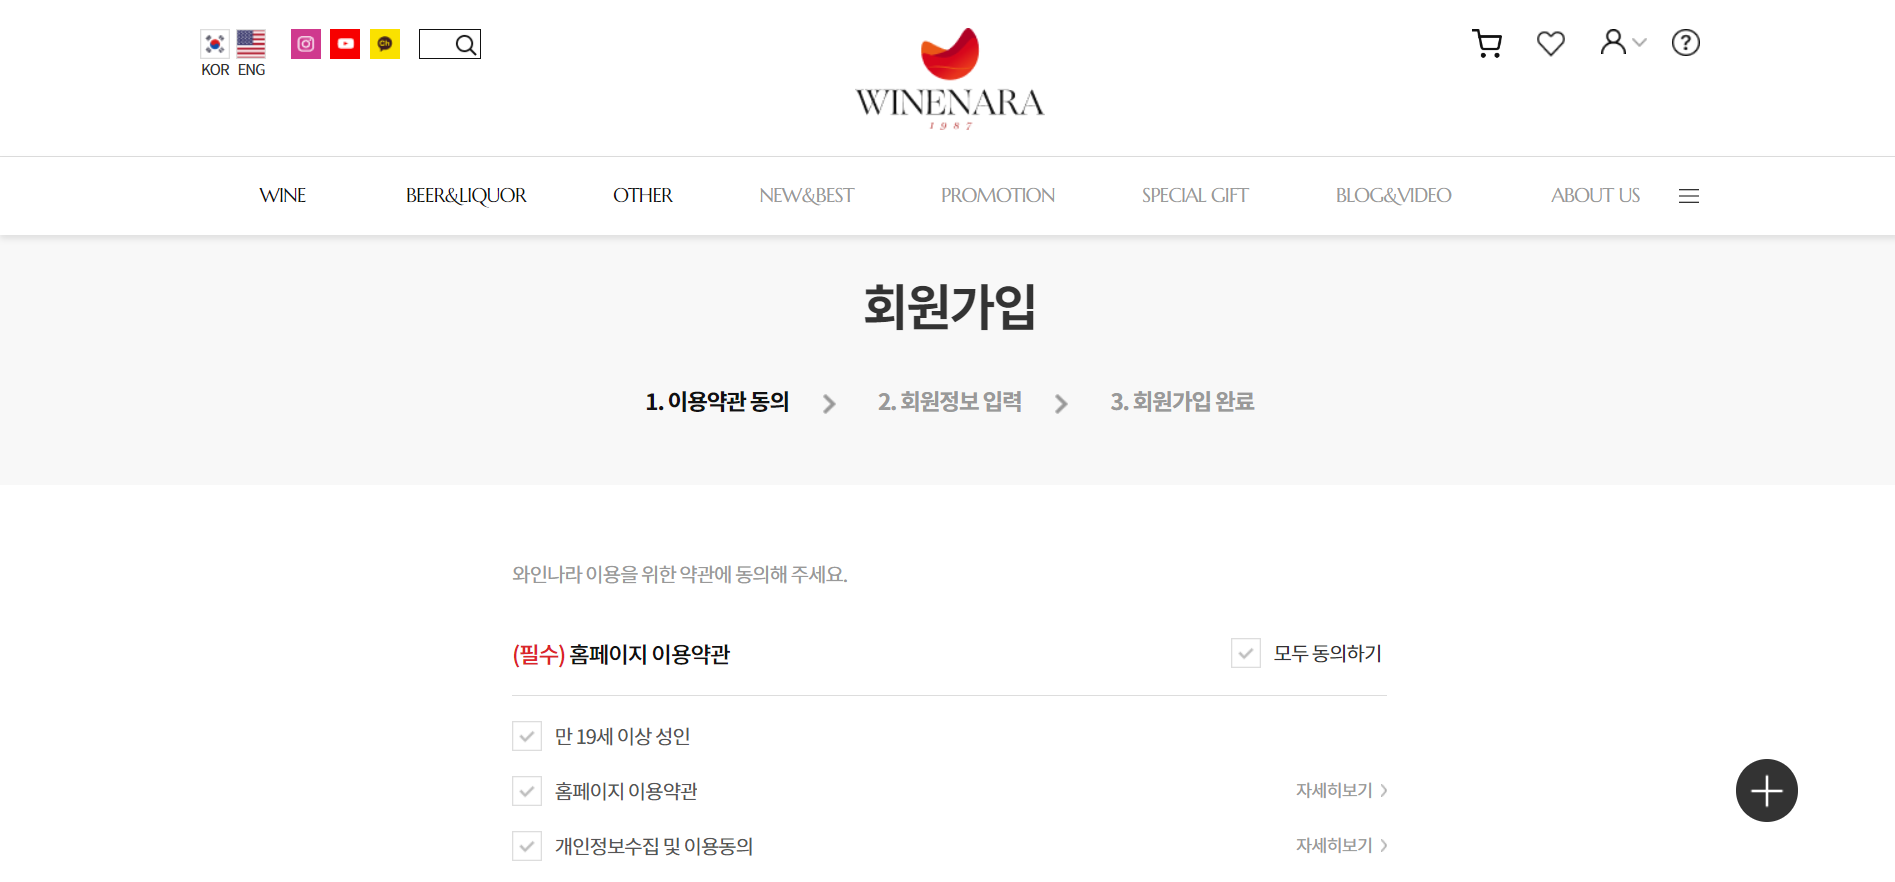 KOR ENG
Ch
WINENARA
1987
WINE BEER&LIQUOR OTHER NEW&BEST PROMOTION SPECIAL GIFT BLOG&VIDEO ABOUT US
회원가입
1. 이용약관 동의 2. 회원정보 입력 3. 회원가입 완료
와인나라 이용을 위한 약관에 동의해 주세요.
(필수) 홈페이지 이용약관 모두 동의하기
만 19세 이상 성인
홈페이지 이용약관 자세히보기
개인정보수집 및 이용동의 자세히보기